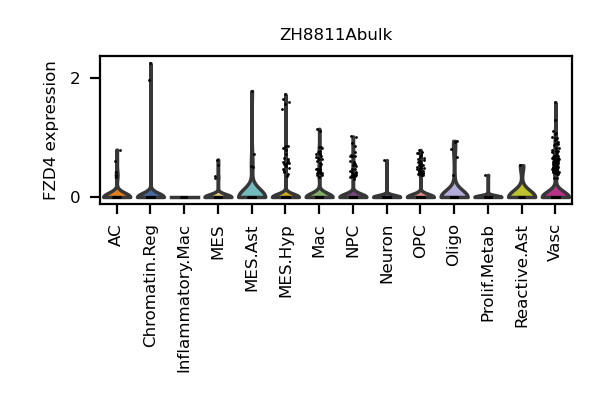 ZH8811Abulk
FZD4 expression
2
0
AC
Chromatin.Reg
Inflammatory.Mac
MES
MES.Ast
MES.Hyp
Mac
NPC
Neuron
OPC
Oligo
Prolif.Metab
Reactive.Ast
Vasc